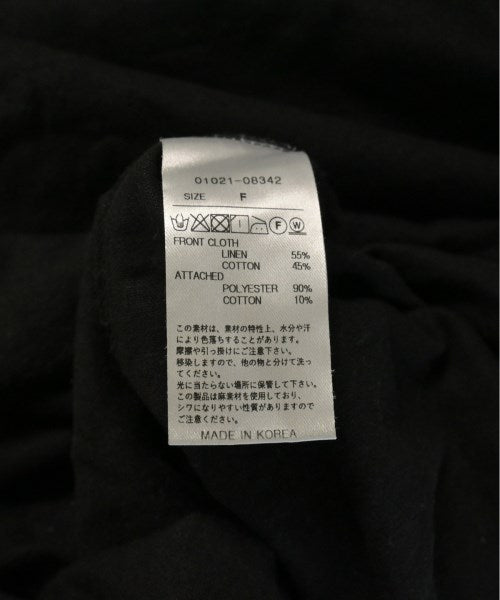 01021-08342
SIZE F
F W
FRONT CLOTH
LINEN 55%
COTTON 45%
ATTACHED
POLYESTER 90%
COTTON 10%
この素材は、素材の特性上、水分や汗
により色落ちすることがあります。
摩擦や引っ掛けにご注意下さい。
移染しますので、他の物と分けて洗っ
てください。
光に当たらない場所に保管して下さい。
この製品は麻素材を使用しており、
シワになりやすい性質がありますので
ご注意ください。
MADE IN KOREA